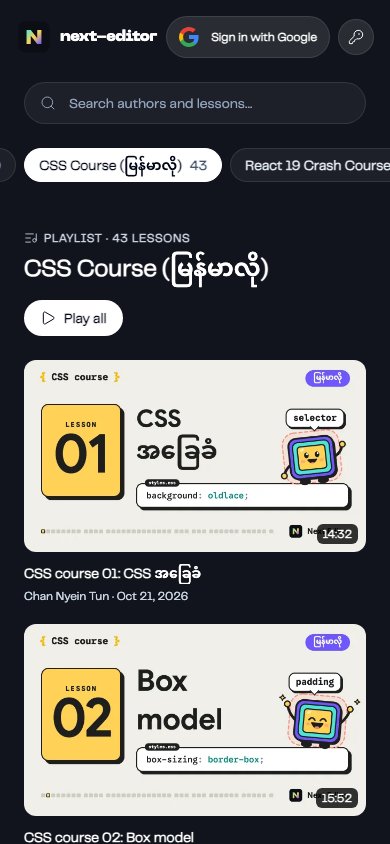 next-editor
Sign in with Google
Search authors and lessons...
CSS Course (မြန်မာလို) 43
React 19 Crash Course
PLAYLIST · 43 LESSONS
CSS Course (မြန်မာလို)
Play all
{ CSS course }
မြန်မာလို
LESSON
01
CSS
အခြေခံ
selector
styles.css
background: oldlace;
N
14:32
CSS course 01: CSS အခြေခံ
Chan Nyein Tun · Oct 21, 2026
{ CSS course }
မြန်မာလို
LESSON
02
Box
model
padding
styles.css
box-sizing: border-box;
N
15:52
CSS course 02: Box model